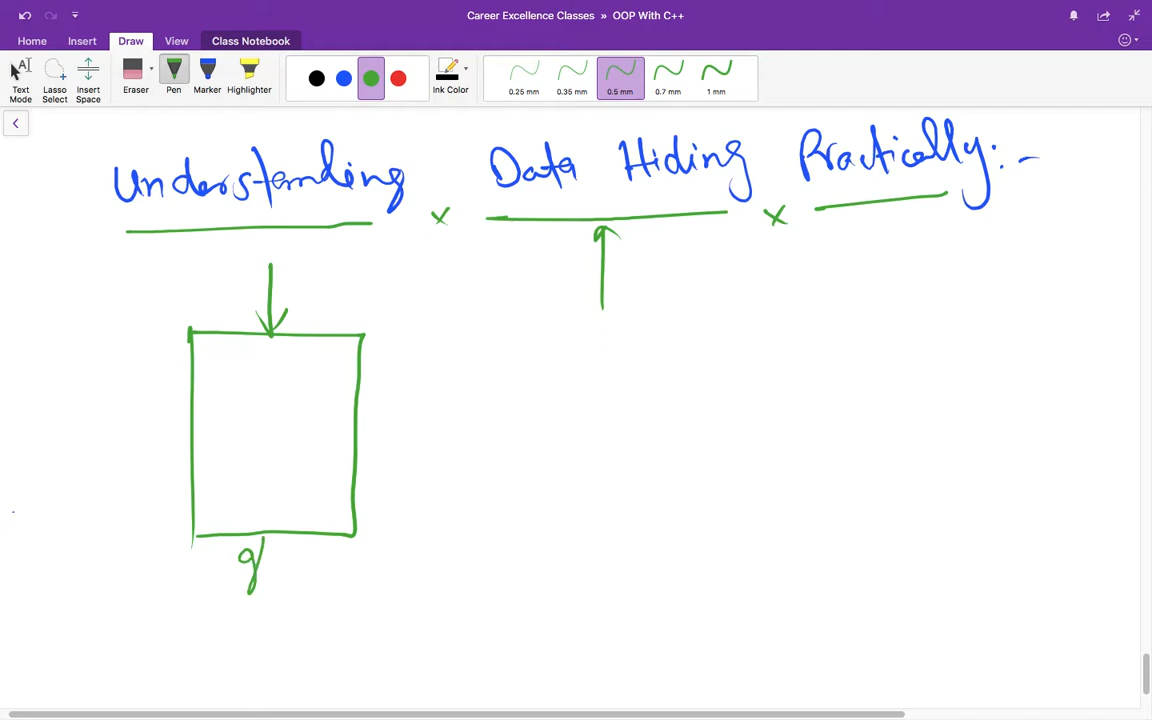 Career Excellence Classes » OOP With C++
Home Insert Draw View Class Notebook
Text Mode Lasso Select Insert Space Eraser Pen Marker Highlighter Ink Color 0.25 mm 0.35 mm 0.5 mm 0.7 mm 1 mm
Understanding x Data Hiding x Practically:-
g